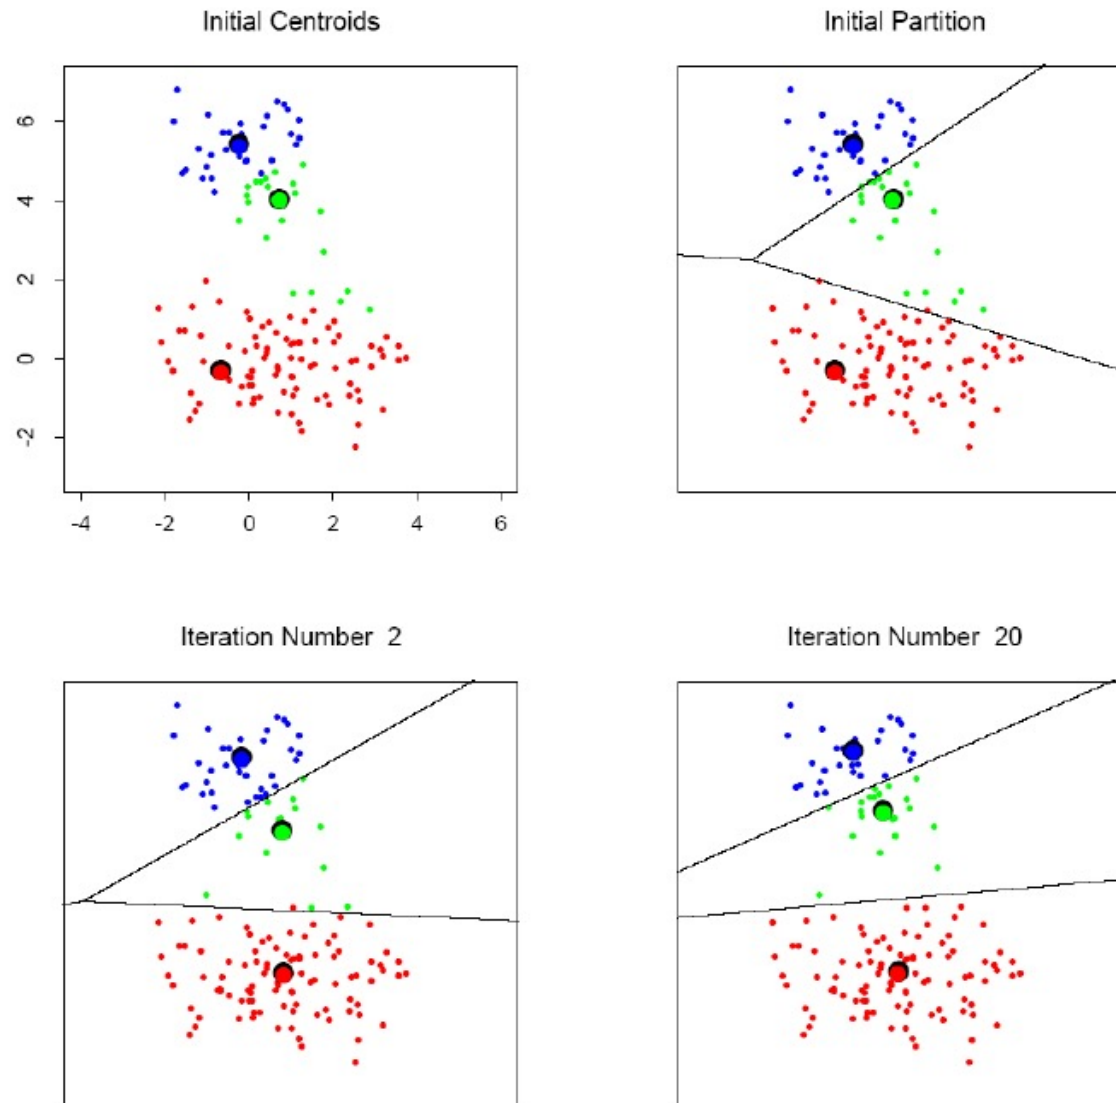 Initial Centroids
Initial Partition
6
4
2
0
-2
-4 -2 0 2 4 6
Iteration Number 2
Iteration Number 20